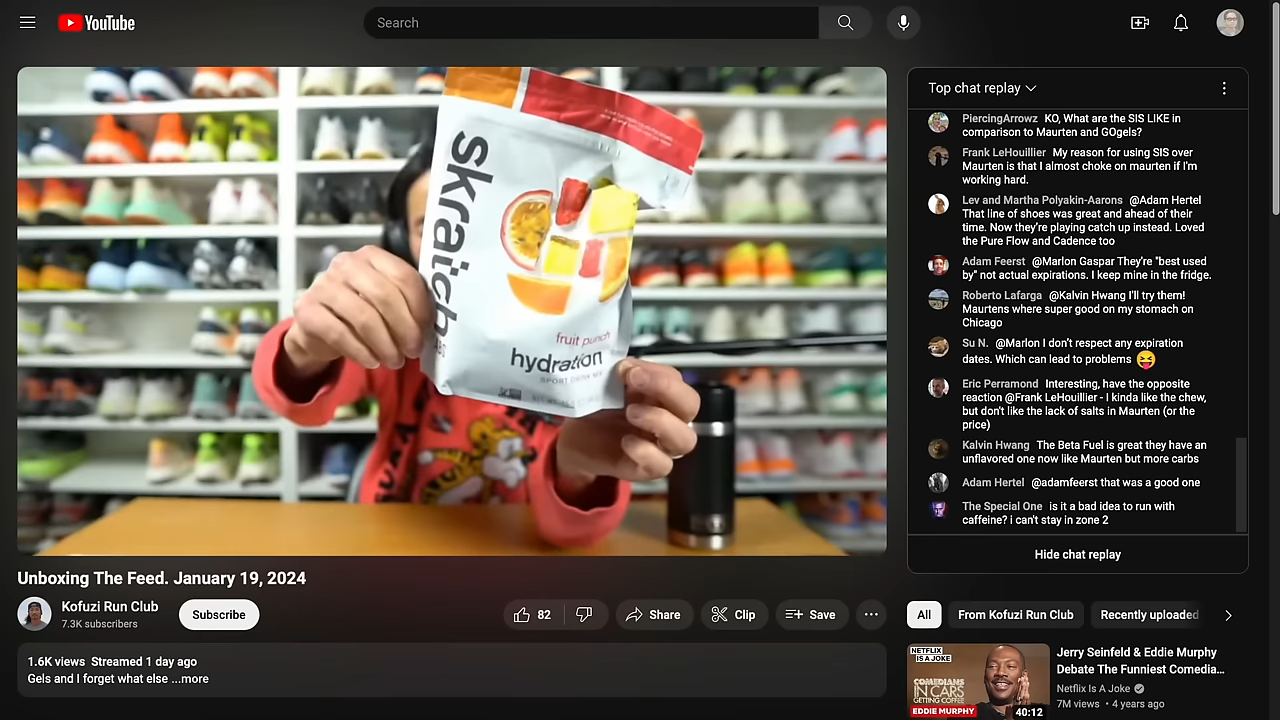 YouTube
Search
skratch
LABS
fruit punch
hydration
SPORT DRINK MIX
Unboxing The Feed. January 19, 2024
Kofuzi Run Club
7.3K subscribers
Subscribe
82
Share
Clip
Save
1.6K views Streamed 1 day ago
Gels and I forget what else ...more
Top chat replay
PiercingArrowz KO, What are the SIS LIKE in
comparison to Maurten and GOgels?
Frank LeHouillier My reason for using SIS over
Maurten is that I almost choke on maurten if I'm
working hard.
Lev and Martha Polyakin-Aarons @Adam Hertel
That line of shoes was great and ahead of their
time. Now they're playing catch up instead. Loved
the Pure Flow and Cadence too
Adam Feerst @Marlon Gaspar They're "best used
by" not actual expirations. I keep mine in the fridge.
Roberto Lafarga @Kalvin Hwang I'll try them!
Maurtens where super good on my stomach on
Chicago
Su N. @Marlon I don't respect any expiration
dates. Which can lead to problems 😝
Eric Perramond Interesting, have the opposite
reaction @Frank LeHouillier - I kinda like the chew,
but don't like the lack of salts in Maurten (or the
price)
Kalvin Hwang The Beta Fuel is great they have an
unflavored one now like Maurten but more carbs
Adam Hertel @adamfeerst that was a good one
The Special One is it a bad idea to run with
caffeine? i can't stay in zone 2
Hide chat replay
All
From Kofuzi Run Club
Recently uploaded
NETFLIX
IS A JOKE
COMEDIANS
IN CARS
GETTING COFFEE
EDDIE MURPHY
40:12
Jerry Seinfeld & Eddie Murphy
Debate The Funniest Comedia...
Netflix Is A Joke
7M views • 4 years ago